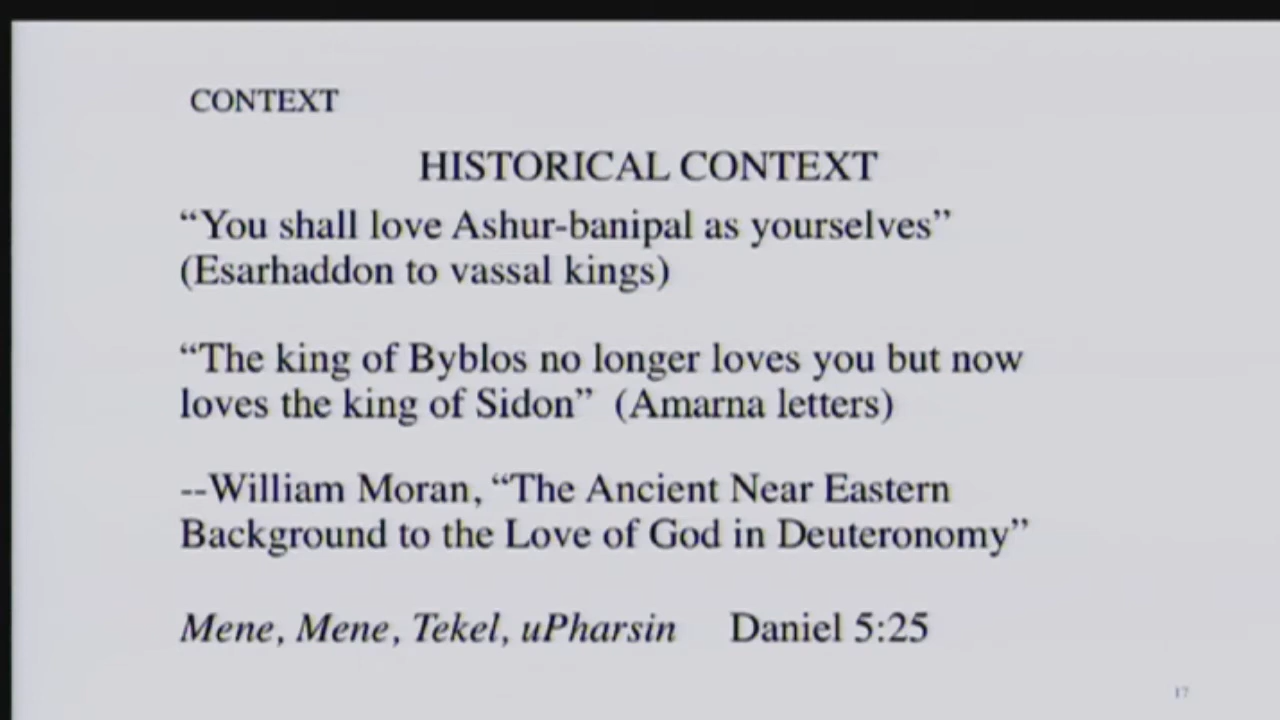 CONTEXT
HISTORICAL CONTEXT
“You shall love Ashur-banipal as yourselves”
(Esarhaddon to vassal kings)
“The king of Byblos no longer loves you but now
loves the king of Sidon” (Amarna letters)
--William Moran, “The Ancient Near Eastern
Background to the Love of God in Deuteronomy”
Mene, Mene, Tekel, uPharsin Daniel 5:25
17